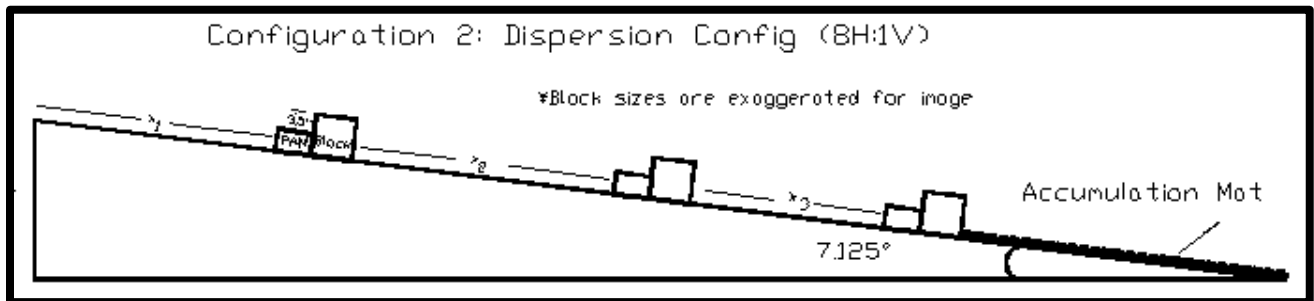 Configuration 2: Dispersion Config (8H:1V)
*Block sizes are exaggerated for image
x1
3.5"
PAN
Block
x2
x3
Accumulation Mat
7.125°